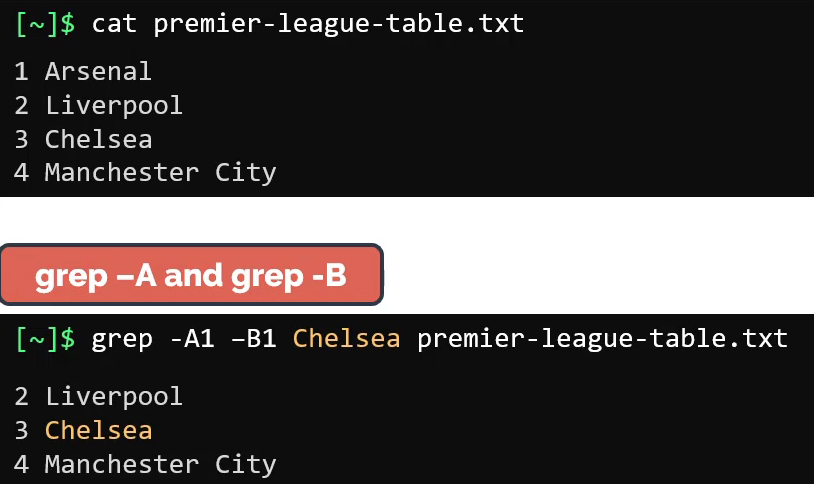 [~]$ cat premier-league-table.txt
1 Arsenal
2 Liverpool
3 Chelsea
4 Manchester City
grep –A and grep -B
[~]$ grep -A1 –B1 Chelsea premier-league-table.txt
2 Liverpool
3 Chelsea
4 Manchester City